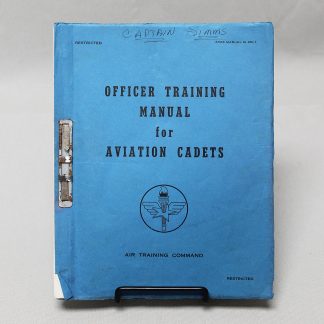 CAPTAIN SIMMS
RESTRICTED
OFFICER TRAINING
MANUAL
for
AVIATION CADETS
AIR TRAINING COMMAND
RESTRICTED